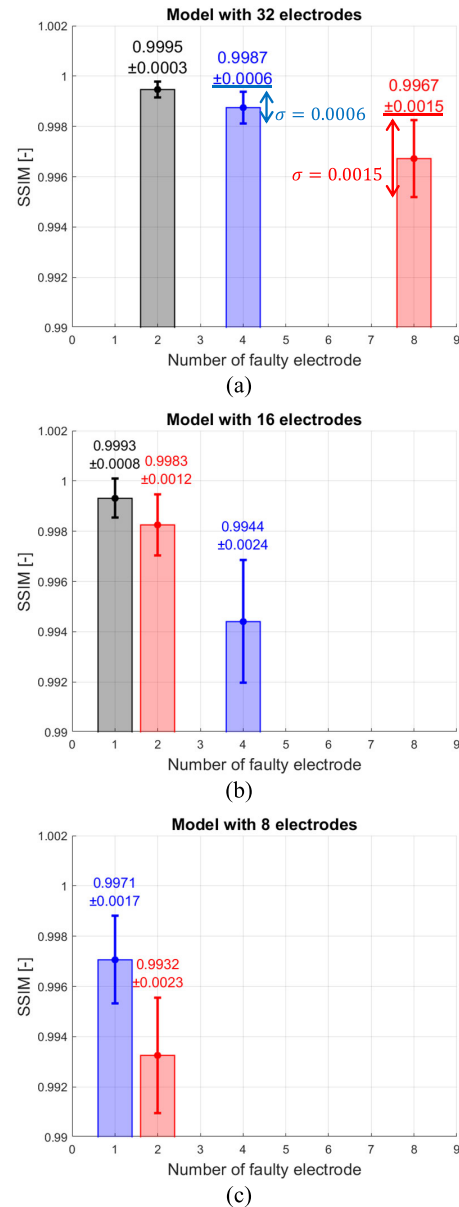 Model with 32 electrodes
1.002
1
0.998
0.996
0.994
0.992
0.99
SSIM [-]
0.9995
±0.0003
0.9987
±0.0006
σ = 0.0006
0.9967
±0.0015
σ = 0.0015
0 1 2 3 4 5 6 7 8 9
Number of faulty electrode
(a)
Model with 16 electrodes
1.002
1
0.998
0.996
0.994
0.992
0.99
SSIM [-]
0.9993
±0.0008
0.9983
±0.0012
0.9944
±0.0024
0 1 2 3 4 5 6 7 8 9
Number of faulty electrode
(b)
Model with 8 electrodes
1.002
1
0.998
0.996
0.994
0.992
0.99
SSIM [-]
0.9971
±0.0017
0.9932
±0.0023
0 1 2 3 4 5 6 7 8 9
Number of faulty electrode
(c)